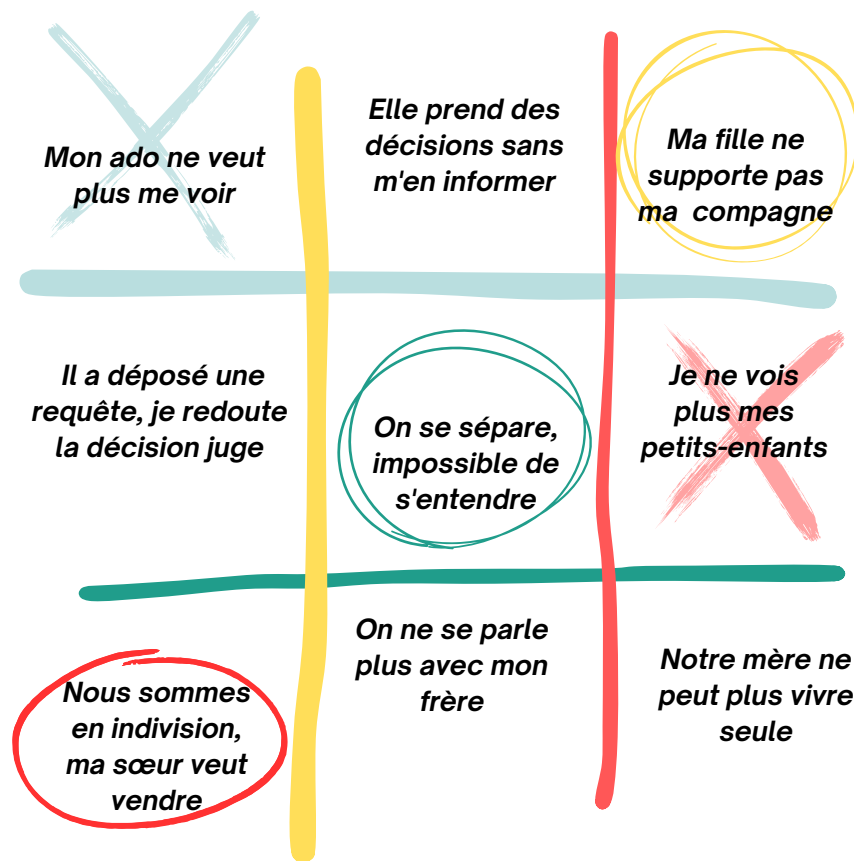 Mon ado ne veut
plus me voir
Elle prend des
décisions sans
m'en informer
Ma fille ne
supporte pas
ma compagne
Il a déposé une
requête, je redoute
la décision juge
On se sépare,
impossible de
s'entendre
Je ne vois
plus mes
petits-enfants
Nous sommes
en indivision,
ma sœur veut
vendre
On ne se parle
plus avec mon
frère
Notre mère ne
peut plus vivre
seule